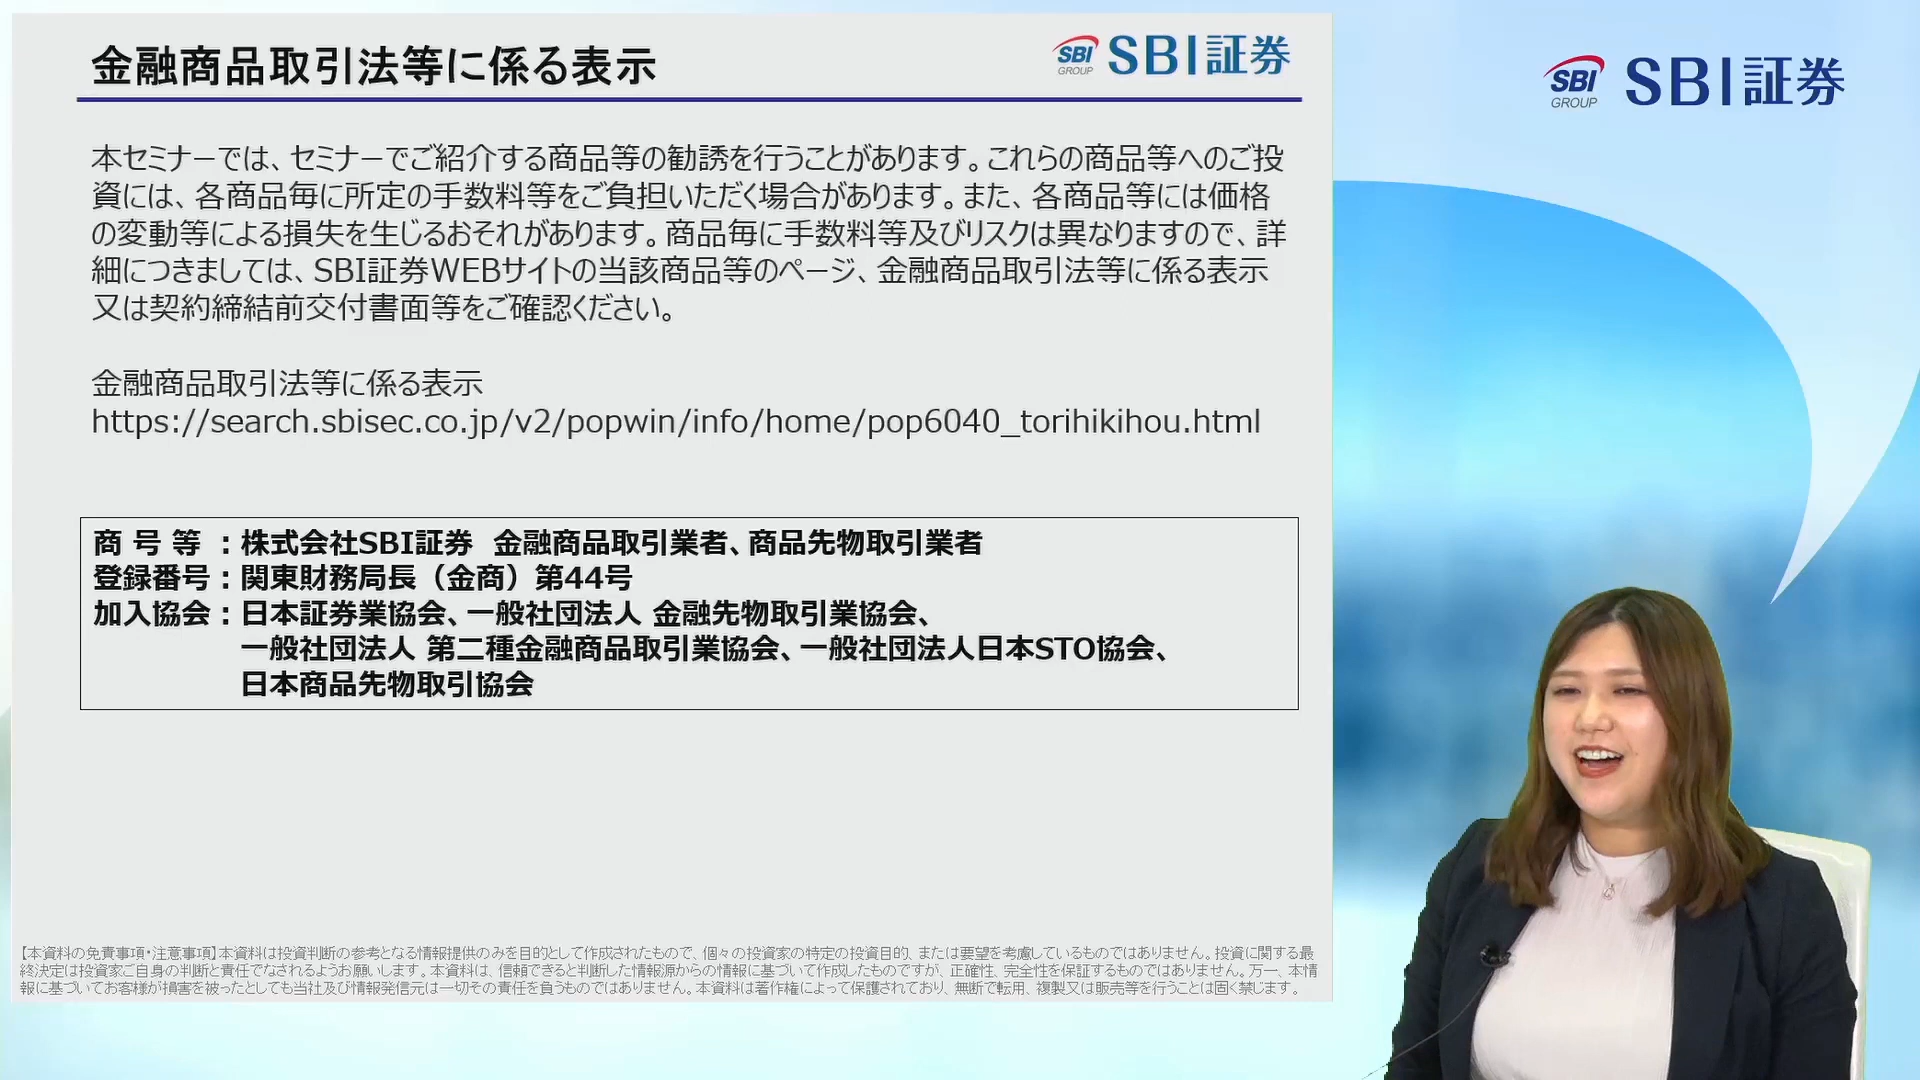 金融商品取引法等に係る表示
SBI GROUP SBI証券
SBI GROUP SBI証券
本セミナーでは、セミナーでご紹介する商品等の勧誘を行うことがあります。これらの商品等へのご投
資には、各商品毎に所定の手数料等をご負担いただく場合があります。また、各商品等には価格
の変動等による損失を生じるおそれがあります。商品毎に手数料等及びリスクは異なりますので、詳
細につきましては、SBI証券WEBサイトの当該商品等のページ、金融商品取引法等に係る表示
又は契約締結前交付書面等をご確認ください。
金融商品取引法等に係る表示
https://search.sbisec.co.jp/v2/popwin/info/home/pop6040_torihikihou.html
商 号 等 ：株式会社SBI証券 金融商品取引業者、商品先物取引業者
登録番号：関東財務局長（金商）第44号
加入協会：日本証券業協会、一般社団法人 金融先物取引業協会、
一般社団法人 第二種金融商品取引業協会、一般社団法人日本STO協会、
日本商品先物取引協会
【本資料の免責事項・注意事項】本資料は投資判断の参考となる情報提供のみを目的として作成されたもので、個々の投資家の特定の投資目的、または要望を考慮しているものではありません。投資に関する最
終決定は投資家ご自身の判断と責任でなされるようお願いします。本資料は、信頼できると判断した情報源からの情報に基づいて作成したものですが、正確性、完全性を保証するものではありません。万一、本情
報に基づいてお客様が損害を被ったとしても当社及び情報発信元は一切その責任を負うものではありません。本資料は著作権によって保護されており、無断で転用、複製又は販売等を行うことは固く禁じます。